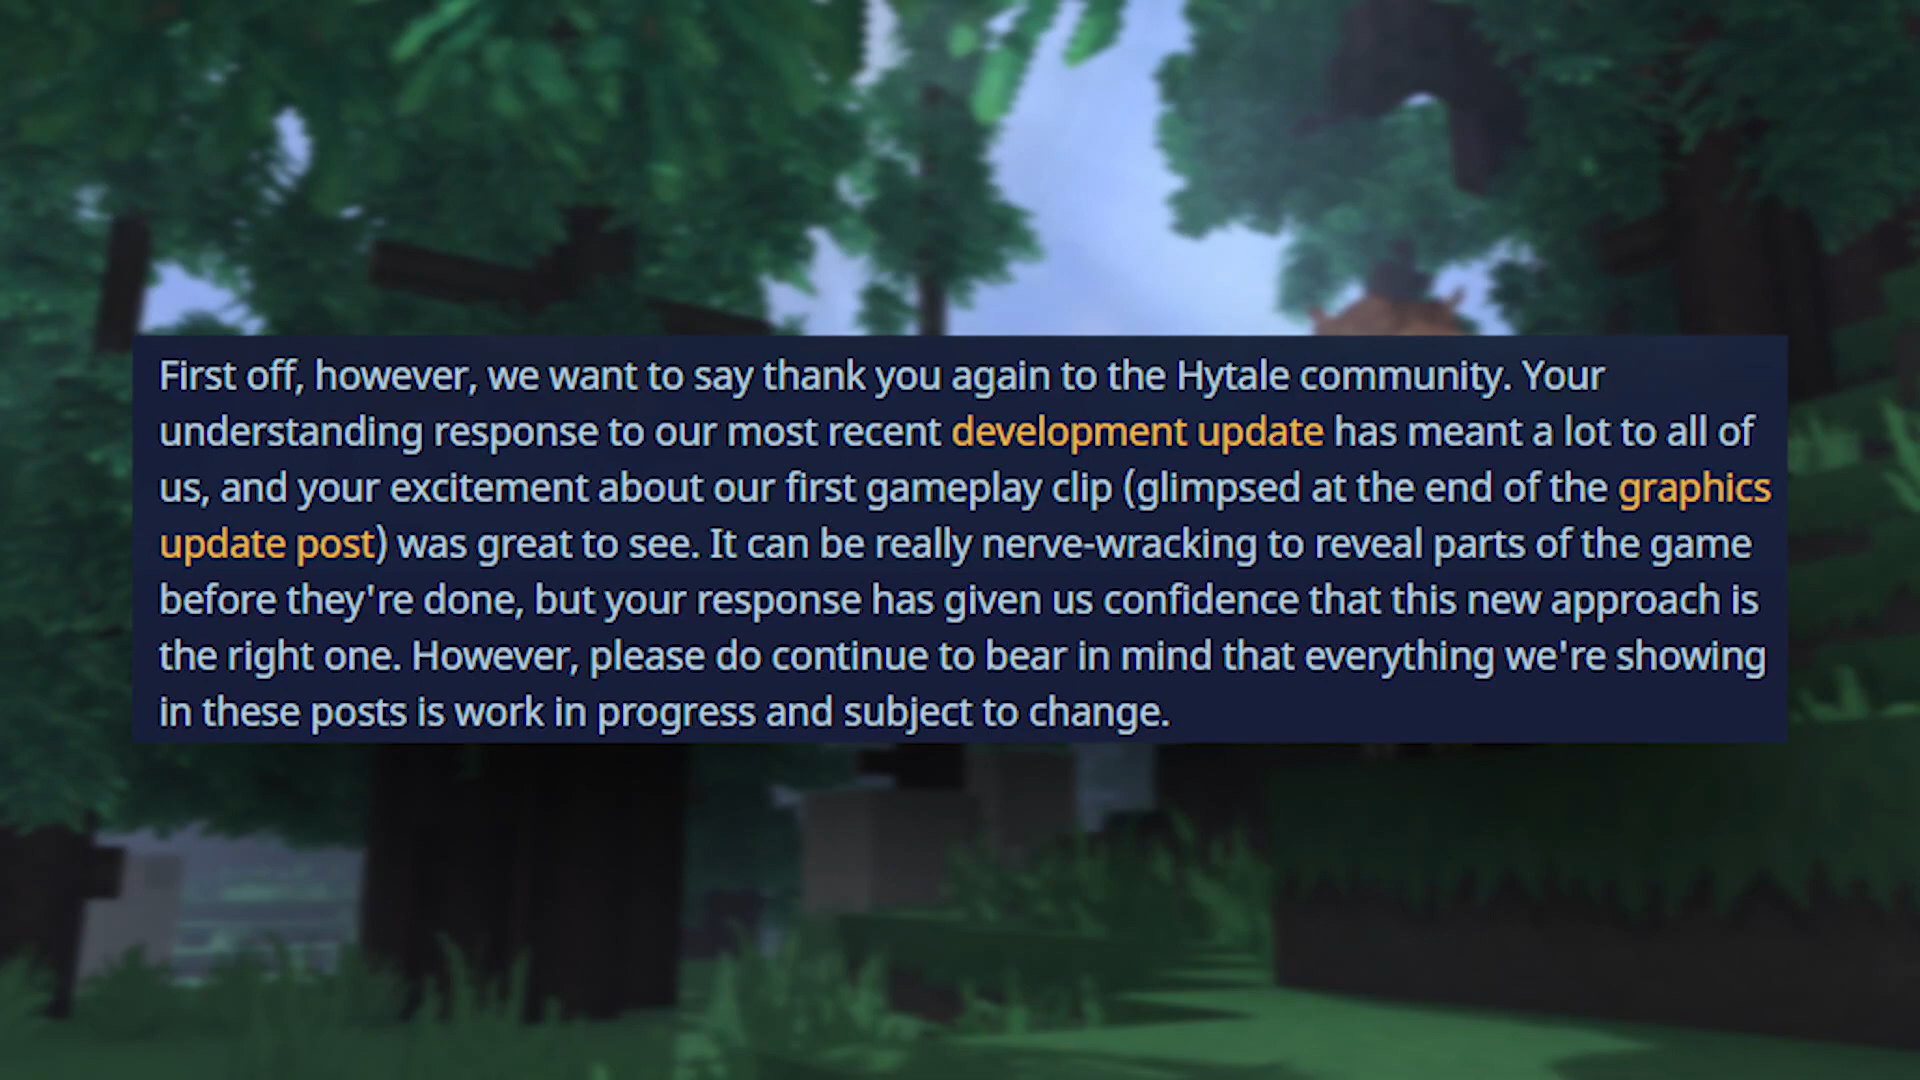 First off, however, we want to say thank you again to the Hytale community. Your
understanding response to our most recent development update has meant a lot to all of
us, and your excitement about our first gameplay clip (glimpsed at the end of the graphics
update post) was great to see. It can be really nerve-wracking to reveal parts of the game
before they're done, but your response has given us confidence that this new approach is
the right one. However, please do continue to bear in mind that everything we're showing
in these posts is work in progress and subject to change.